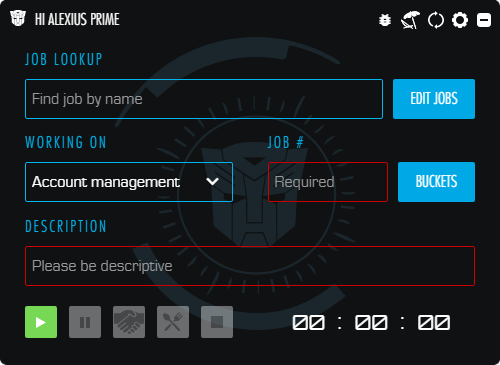 HI ALEXIUS PRIME
JOB LOOKUP
Find job by name
EDIT JOBS
WORKING ON
JOB #
Account management
Required
BUCKETS
DESCRIPTION
Please be descriptive
00 : 00 : 00